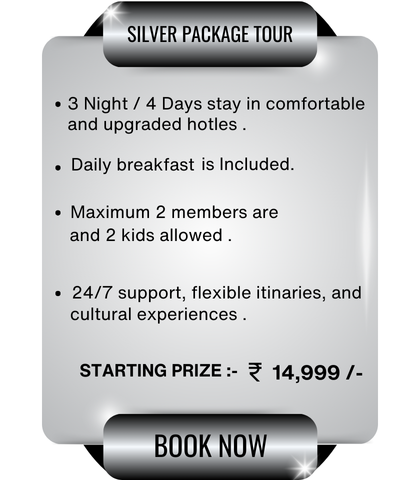 SILVER PACKAGE TOUR
• 3 Night / 4 Days stay in comfortable
and upgraded hotles .
• Daily breakfast is Included.
• Maximum 2 members are
and 2 kids allowed .
• 24/7 support, flexible itinaries, and
cultural experiences .
STARTING PRIZE :- ₹ 14,999 /-
BOOK NOW